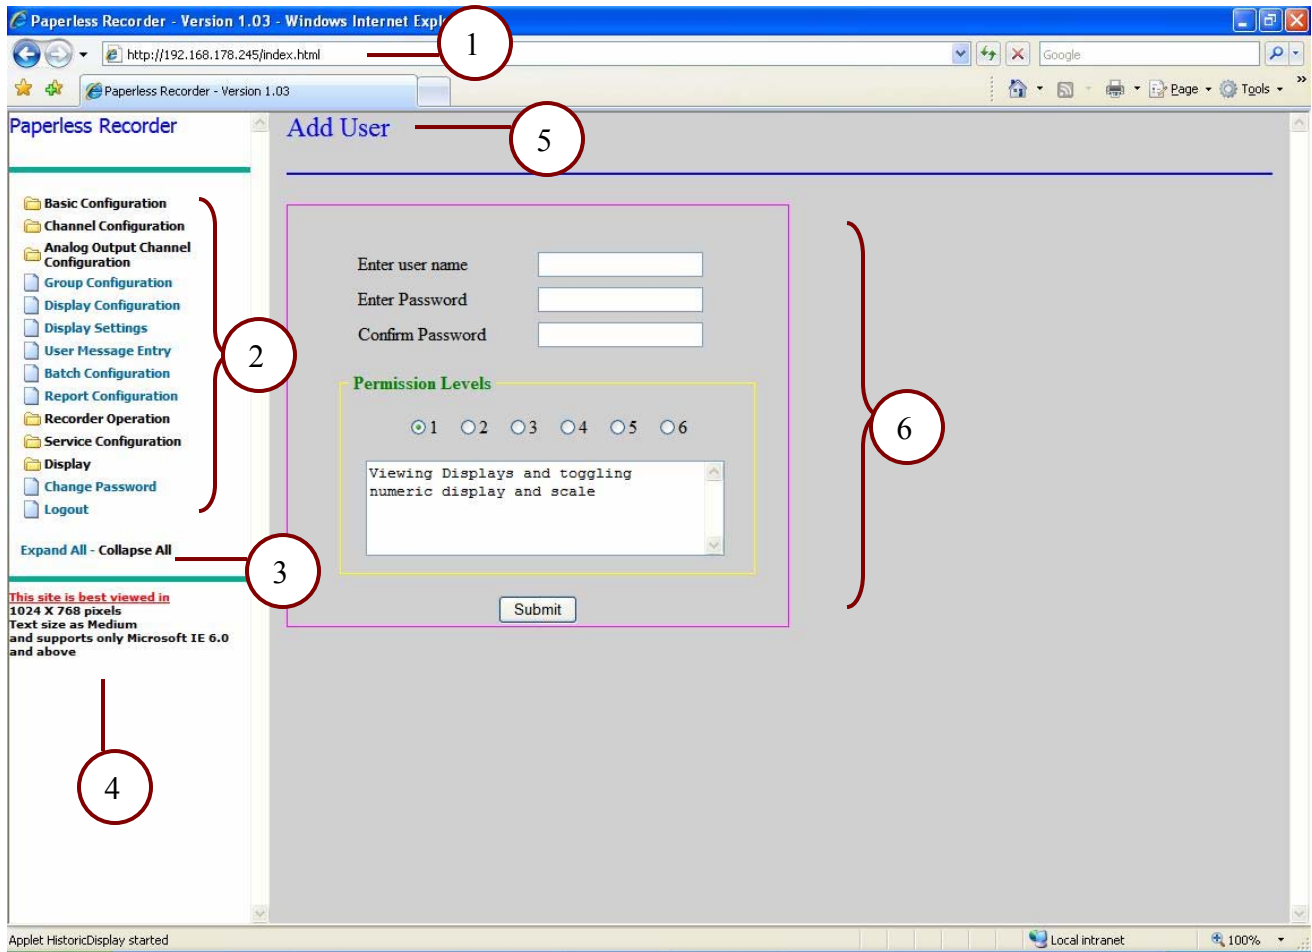 Paperless Recorder - Version 1.03 - Windows Internet Expl
1
http://192.168.178.245/index.html
Google
Paperless Recorder - Version 1.03
Page
Tools
Paperless Recorder
Add User
5
Basic Configuration
Channel Configuration
Analog Output Channel
Configuration
Group Configuration
Display Configuration
Display Settings
User Message Entry
Batch Configuration
Report Configuration
Recorder Operation
Service Configuration
Display
Change Password
Logout
2
Expand All - Collapse All
3
This site is best viewed in
1024 X 768 pixels
Text size as Medium
and supports only Microsoft IE 6.0
and above
4
Enter user name
Enter Password
Confirm Password
Permission Levels
1 2 3 4 5 6
Viewing Displays and toggling
numeric display and scale
Submit
6
Applet HistoricDisplay started
Local intranet
100%